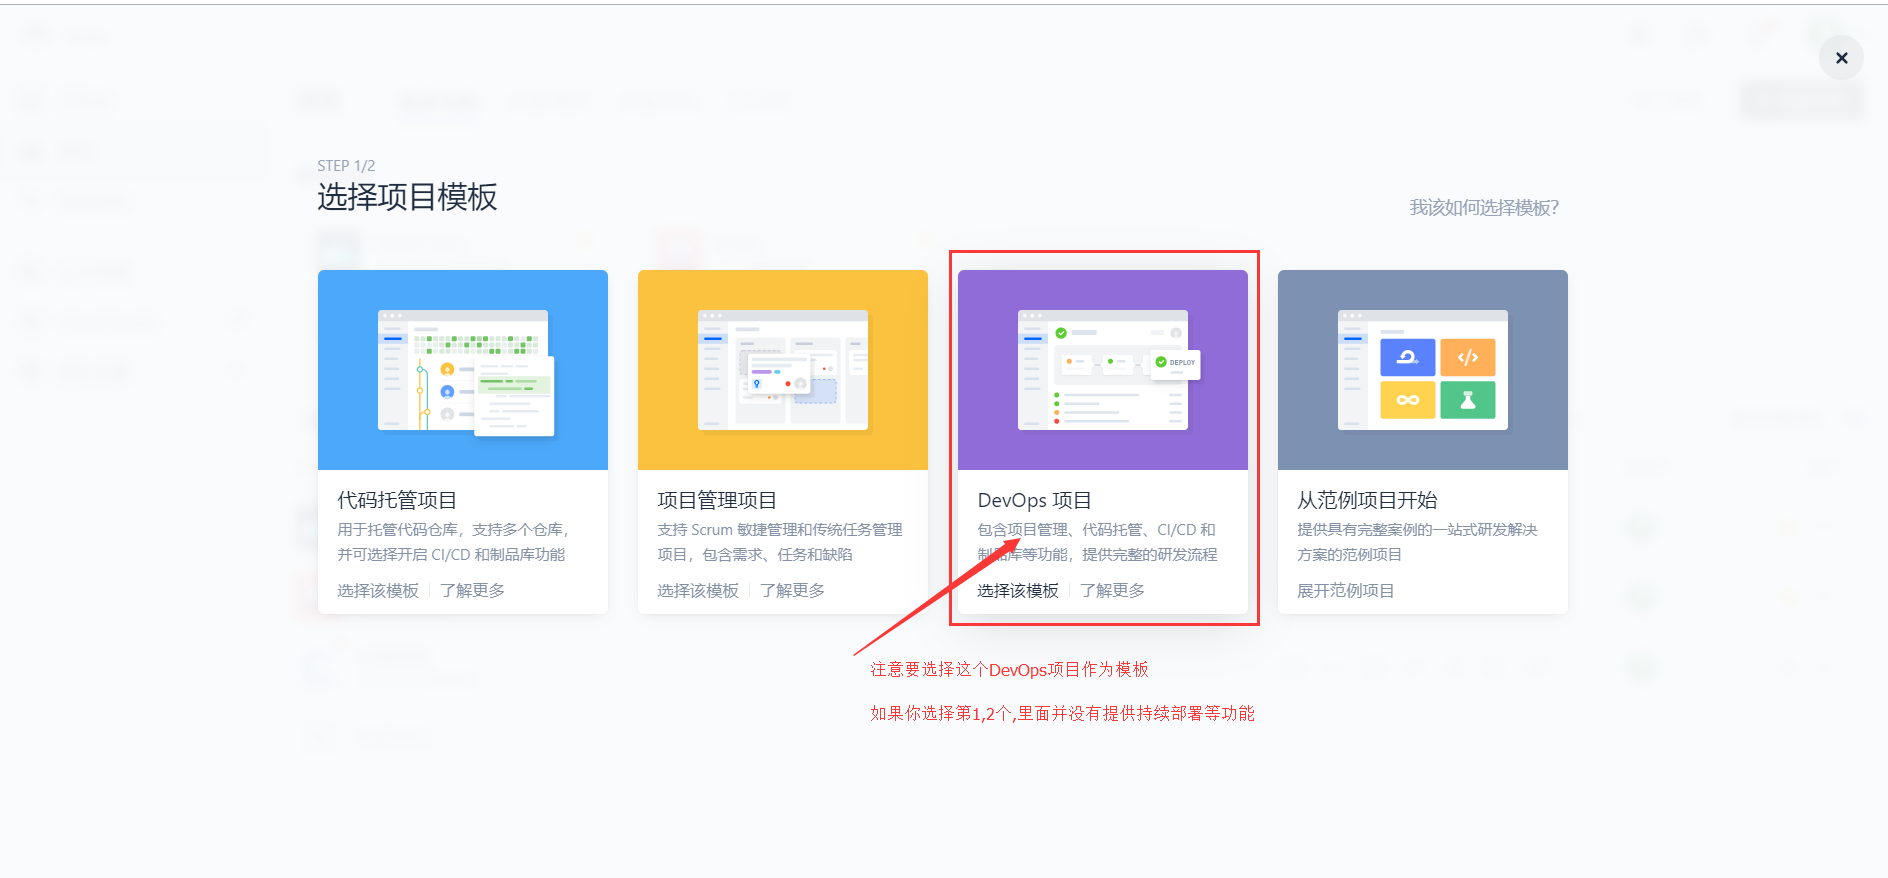 STEP 1/2
选择项目模板
我该如何选择模板?
代码托管项目
用于托管代码仓库，支持多个仓库，
并可选择开启 CI/CD 和制品库功能
选择该模板
了解更多
项目管理项目
支持 Scrum 敏捷管理和传统任务管理
项目，包含需求、任务和缺陷
选择该模板
了解更多
DEPLOY
DevOps 项目
包含项目管理、代码托管、CI/CD 和
制品库等功能，提供完整的研发流程
选择该模板
了解更多
从范例项目开始
提供具有完整案例的一站式研发解决
方案的范例项目
展开范例项目
注意要选择这个DevOps项目作为模板
如果你选择第1,2个,里面并没有提供持续部署等功能